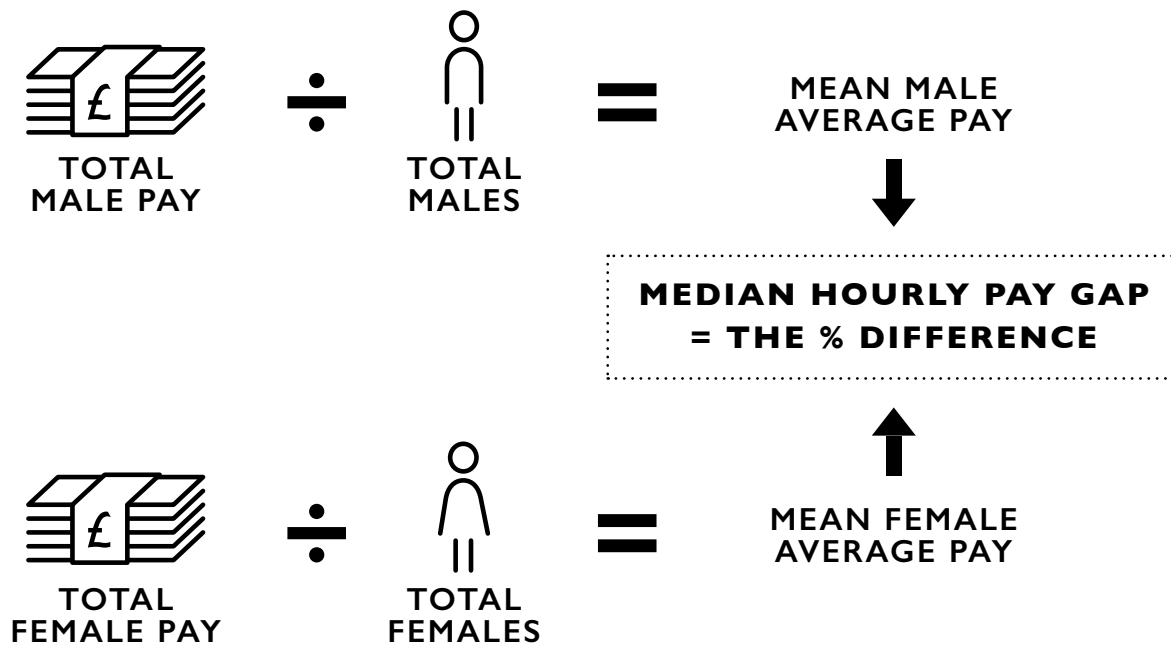 £
÷
=
MEAN MALE
AVERAGE PAY
TOTAL
MALE PAY
TOTAL
MALES
MEDIAN HOURLY PAY GAP
= THE % DIFFERENCE
£
÷
=
MEAN FEMALE
AVERAGE PAY
TOTAL
FEMALE PAY
TOTAL
FEMALES